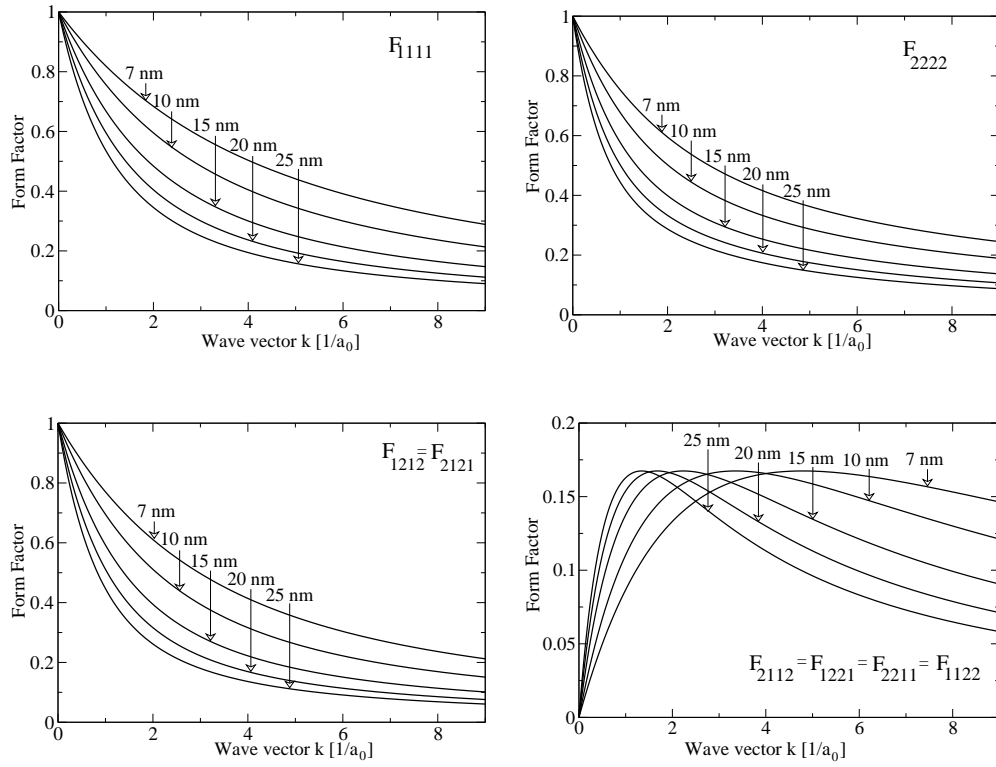 F1111
7 nm
10 nm
15 nm
20 nm
25 nm
Form Factor
1
0.8
0.6
0.4
0.2
0
0 2 4 6 8
Wave vector k [1/a0]
F2222
7 nm
10 nm
15 nm
20 nm
25 nm
Form Factor
1
0.8
0.6
0.4
0.2
0
0 2 4 6 8
Wave vector k [1/a0]
F1212=F2121
7 nm
10 nm
15 nm
20 nm
25 nm
Form Factor
1
0.8
0.6
0.4
0.2
0
0 2 4 6 8
Wave vector k [1/a0]
25 nm
20 nm
15 nm
10 nm
7 nm
Form Factor
0.2
0.15
0.1
0.05
0
F2112=F1221=F2211=F1122
0 2 4 6 8
Wave vector k [1/a0]